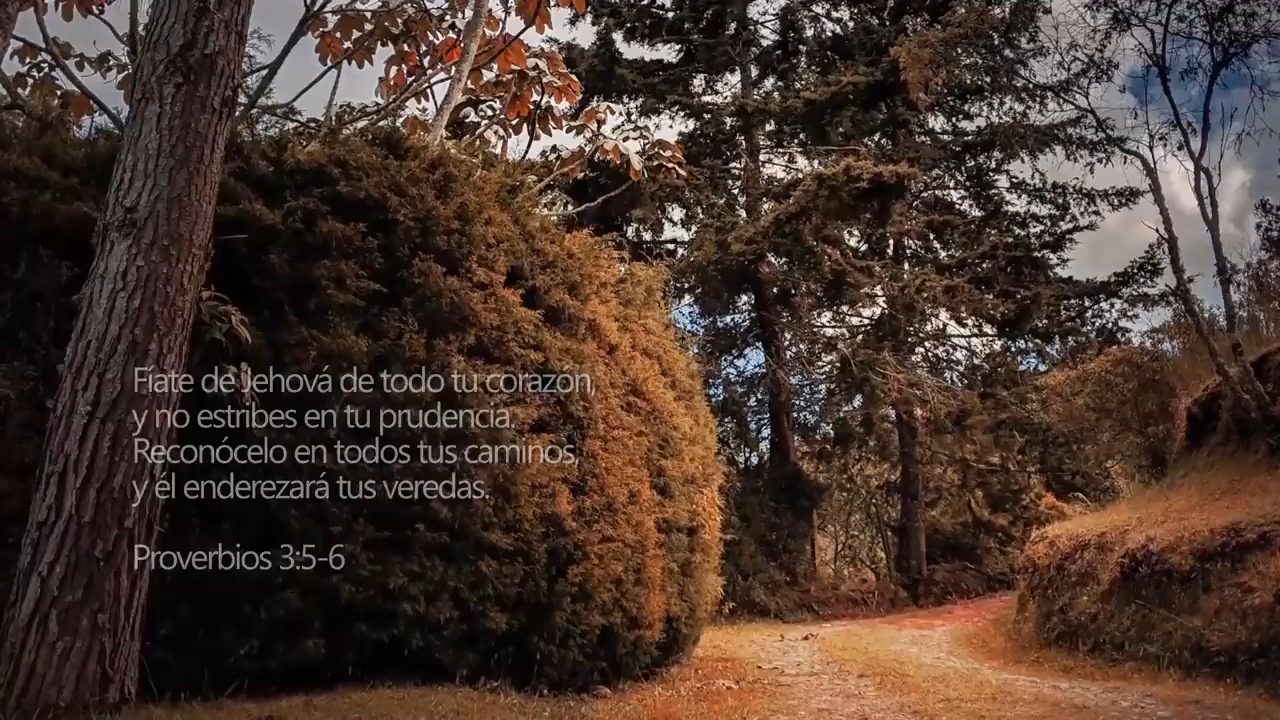 Fíate de Jehová de todo tu corazón,
y no estribes en tu prudencia.
Reconócelo en todos tus caminos,
y él enderezará tus veredas.
Proverbios 3:5-6